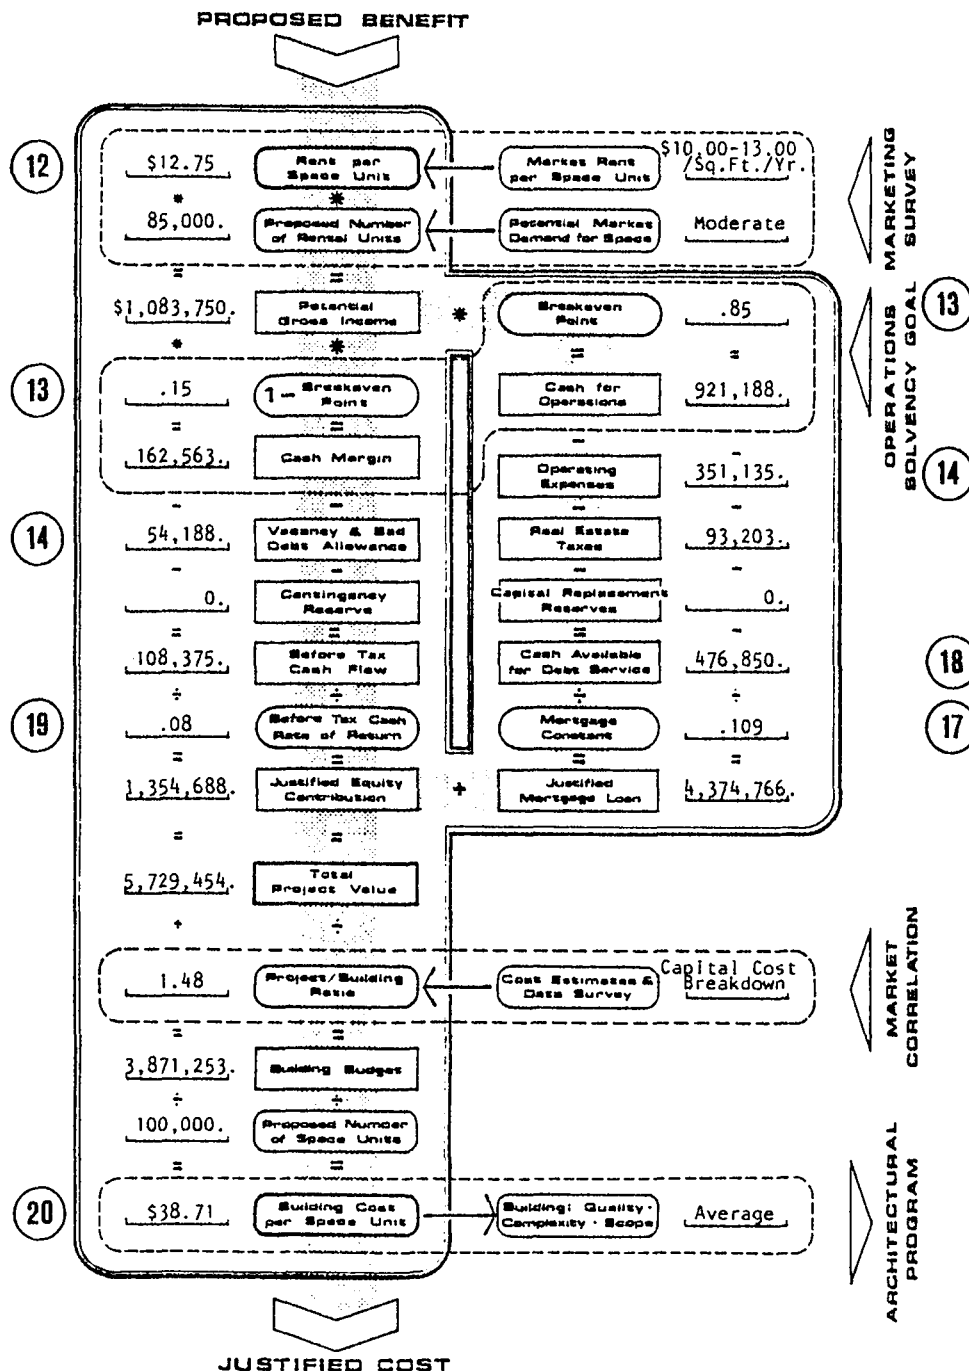 PROPOSED BENEFIT
12
$12.75
Rent per
Space Unit
Market Rent
per Space Unit
$10.00-13.00
/Sq.Ft./Yr.
*
*
85,000.
Proposed Number
of Rental Units
Potential Market
Demand for Space
Moderate
MARKETING
SURVEY
=
=
$1,083,750.
Potential
Gross Income
*
Breakeven
Point
.85
13
*
*
=
=
13
.15
1- Breakeven
Point
Cash for
Operations
921,188.
OPERATIONS
SOLVENCY GOAL
=
=
-
-
162,563.
Cash Margin
Operating
Expenses
351,135.
14
-
-
-
-
14
54,188.
Vacancy & Bad
Debt Allowance
Real Estate
Taxes
93,203.
-
-
-
-
0.
Contingency
Reserve
Capital Replacement
Reserves
0.
=
=
=
-
108,375.
Before Tax
Cash Flow
Cash Available
for Debt Service
476,850.
18
÷
÷
÷
÷
19
.08
Before Tax Cash
Rate of Return
Mortgage
Constant
.109
17
=
=
=
=
1,354,688.
Justified Equity
Contribution
+
Justified
Mortgage Loan
4,374,766.
=
=
5,729,454.
Total
Project Value
+
÷
1.48
Project/Building
Ratio
Cost Estimates &
Data Survey
Capital Cost
Breakdown
MARKET
CORRELATION
=
=
3,871,253.
Building Budget
÷
÷
100,000.
Proposed Number
of Space Units
=
=
20
$38.71
Building Cost
per Space Unit
Building: Quality·
Complexity·Scope
Average
ARCHITECTURAL
PROGRAM
JUSTIFIED COST